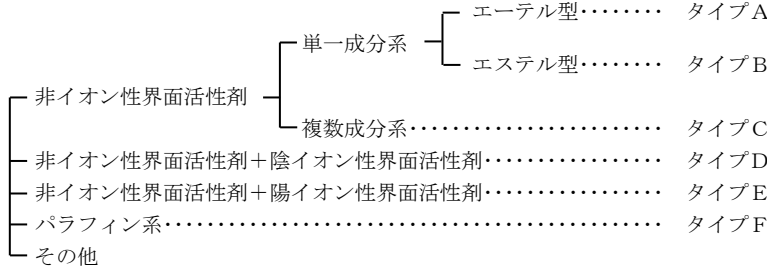 エーテル型‥‥‥‥ タイプA
単一成分系
エステル型‥‥‥‥ タイプB
非イオン性界面活性剤
複数成分系‥‥‥‥‥‥‥‥‥‥‥‥ タイプC
非イオン性界面活性剤＋陰イオン性界面活性剤‥‥‥‥‥‥‥‥‥ タイプD
非イオン性界面活性剤＋陽イオン性界面活性剤‥‥‥‥‥‥‥‥‥ タイプE
パラフィン系‥‥‥‥‥‥‥‥‥‥‥‥‥‥‥‥‥‥‥‥‥‥‥‥ タイプF
その他